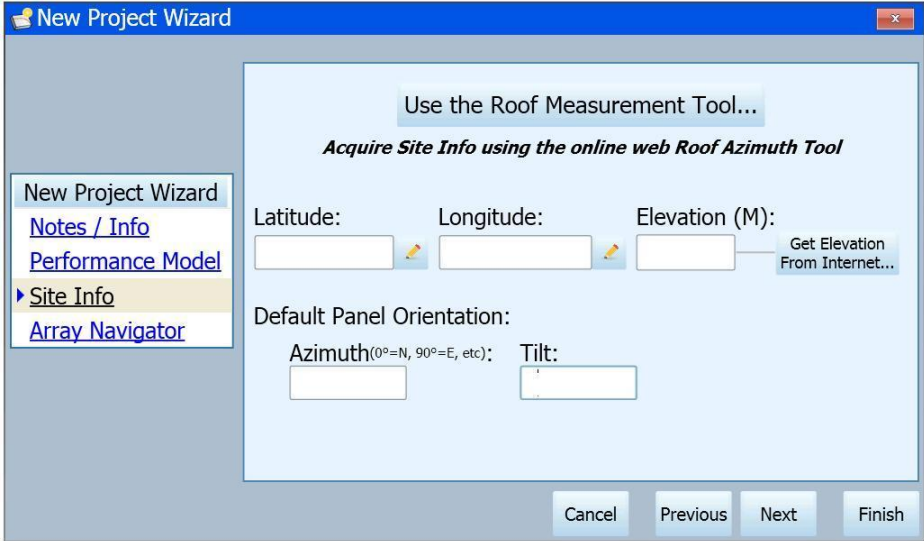 New Project Wizard
x
Use the Roof Measurement Tool...
Acquire Site Info using the online web Roof Azimuth Tool
New Project Wizard
Notes / Info
Performance Model
Site Info
Array Navigator
Latitude: Longitude: Elevation (M):
Get Elevation
From Internet...
Default Panel Orientation:
Azimuth(0º=N, 90º=E, etc): Tilt:
Cancel Previous Next Finish